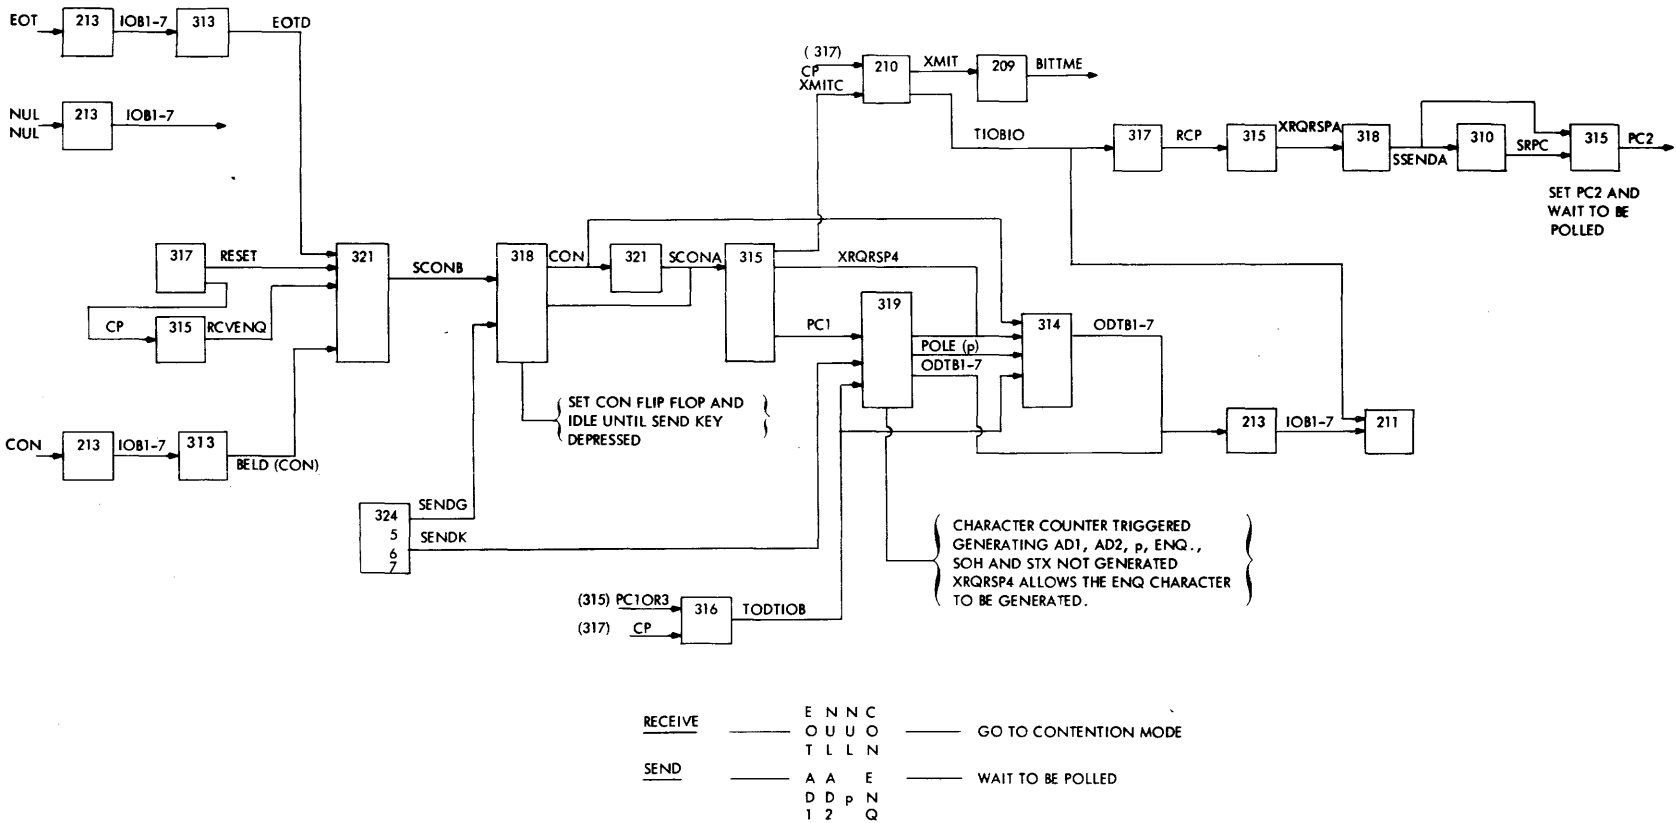 EOT
213
IOB1-7
313
EOTD
NUL
NUL
213
IOB1-7
317
RESET
CP
315
RCVENQ
321
SCONB
CON
213
IOB1-7
313
BELD (CON)
318
CON
321
SCONA
315
SET CON FLIP FLOP AND
IDLE UNTIL SEND KEY
DEPRESSED
324
5
6
7
SENDG
SENDK
(317)
CP
XMITC
210
XMIT
209
BITTME
TIOBIO
317
RCP
315
XRQRSPA
318
SSENDA
310
SRPC
315
PC2
SET PC2 AND
WAIT TO BE
POLLED
XRQRSP4
PC1
319
POLE (p)
ODTB1-7
314
ODTB1-7
213
IOB1-7
211
(315) PC1OR3
(317) CP
316
TODTIOB
CHARACTER COUNTER TRIGGERED
GENERATING AD1, AD2, p, ENQ.,
SOH AND STX NOT GENERATED
XRQRSP4 ALLOWS THE ENQ CHARACTER
TO BE GENERATED.
RECEIVE
E N N C
O U U O
T L L N
GO TO CONTENTION MODE
SEND
A A E
D D p N
1 2 Q
WAIT TO BE POLLED